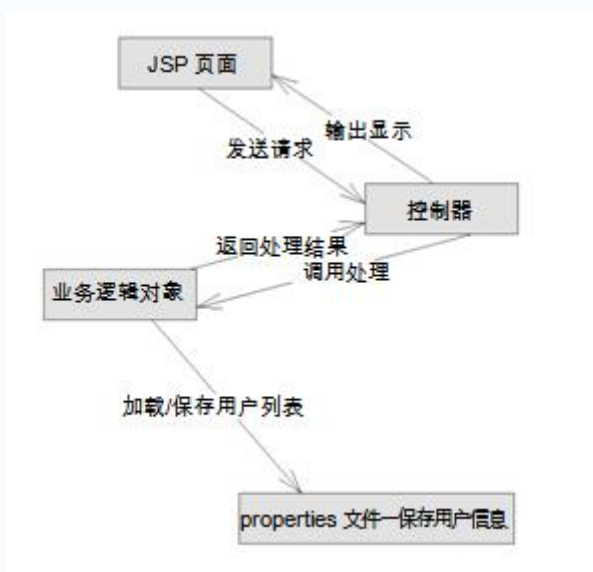 JSP 页面
输出显示
发送请求
控制器
返回处理结果
调用处理
业务逻辑对象
加载/保存用户列表
properties 文件—保存用户信息